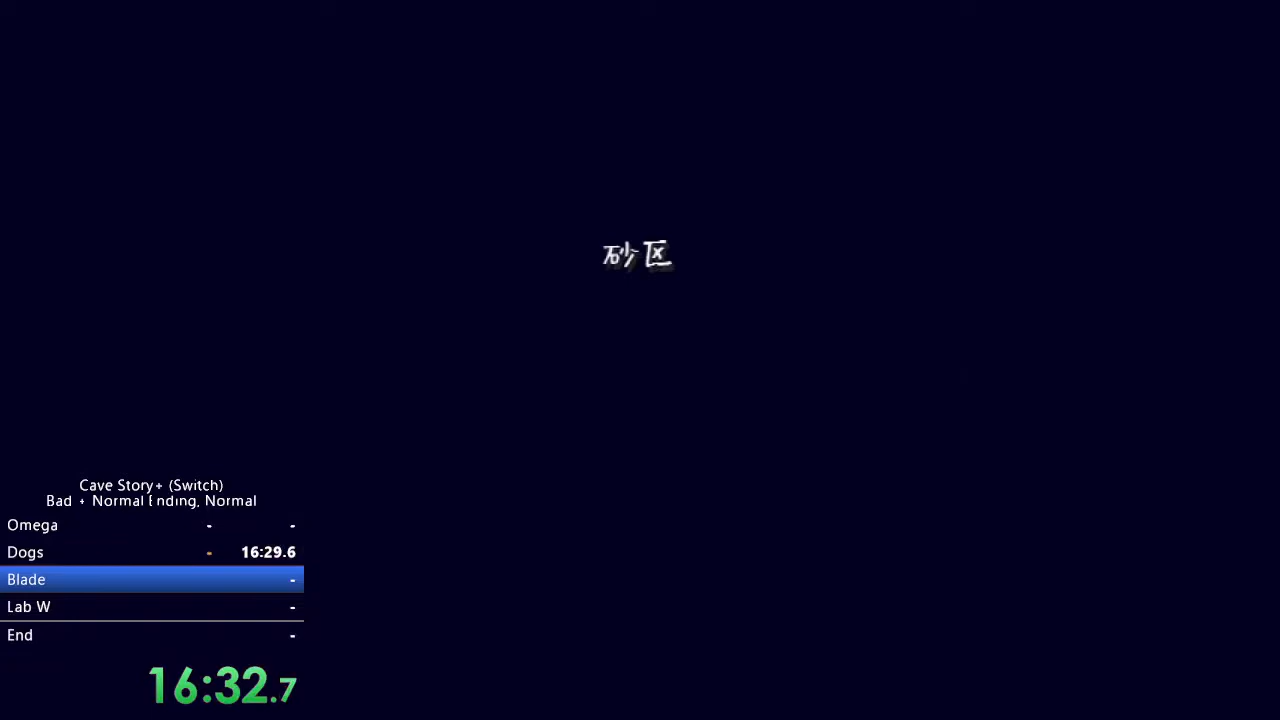 砂区
Cave Story+ (Switch)
Bad + Normal Ending, Normal
Omega - -
Dogs - 16:29.6
Blade -
Lab W -
End -
16:32.7